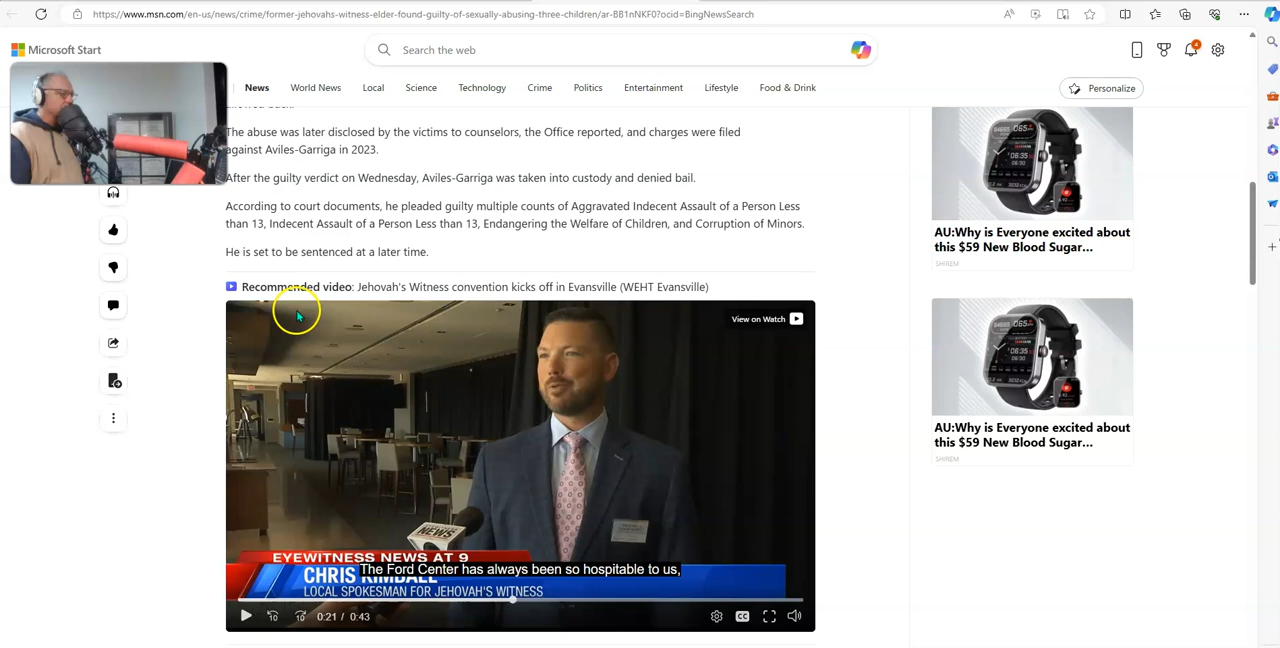 https://www.msn.com/en-us/news/crime/former-jehovahs-witness-elder-found-guilty-of-sexually-abusing-three-children/ar-BB1nNKF0?ocid=BingNewsSearch
Microsoft Start
Search the web
4
News World News Local Science Technology Crime Politics Entertainment Lifestyle Food & Drink
Personalize
The abuse was later disclosed by the victims to counselors, the Office reported, and charges were filed
against Aviles-Garriga in 2023.
After the guilty verdict on Wednesday, Aviles-Garriga was taken into custody and denied bail.
According to court documents, he pleaded guilty multiple counts of Aggravated Indecent Assault of a Person Less
than 13, Indecent Assault of a Person Less than 13, Endangering the Welfare of Children, and Corruption of Minors.
He is set to be sentenced at a later time.
Recommended video: Jehovah's Witness convention kicks off in Evansville (WEHT Evansville)
View on Watch
NEWS
EYEWITNESS NEWS AT 9
The Ford Center has always been so hospitable to us,
CHRIS KIMBALL
LOCAL SPOKESMAN FOR JEHOVAH'S WITNESS
10 10 0:21 / 0:43
CC
AU:Why is Everyone excited about
this $59 New Blood Sugar...
SHIREM
AU:Why is Everyone excited about
this $59 New Blood Sugar...
SHIREM